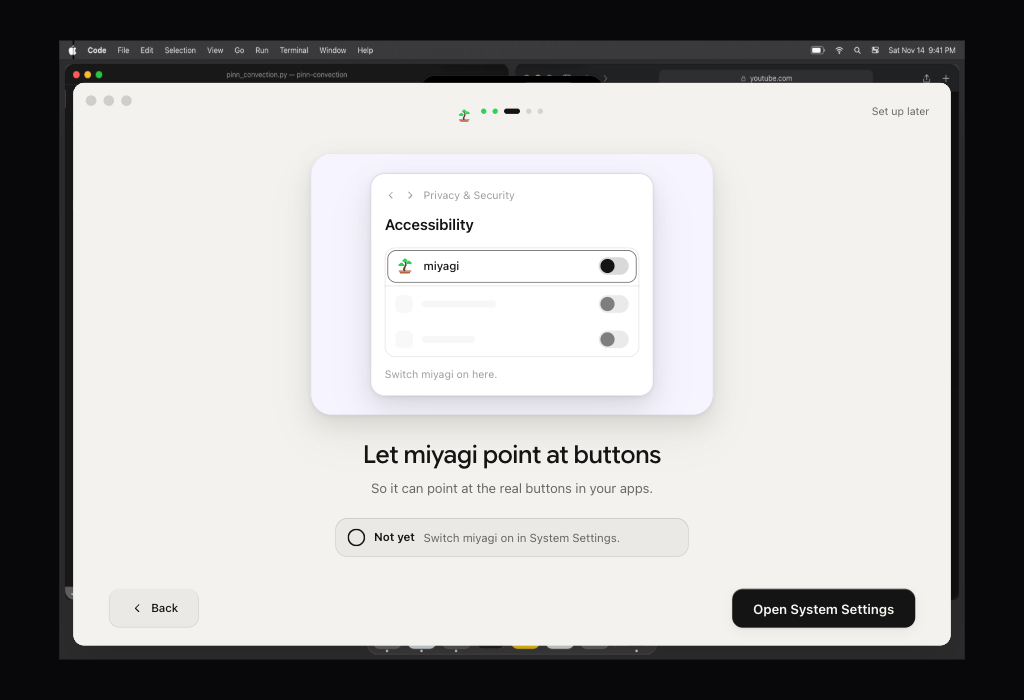 Code File Edit Selection View Go Run Terminal Window Help Sat Nov 14 9:41 PM
pinn_convection.py — pinn-convection
youtube.com
Set up later
Privacy & Security
Accessibility
miyagi
Switch miyagi on here.
Let miyagi point at buttons
So it can point at the real buttons in your apps.
Not yet Switch miyagi on in System Settings.
Back
Open System Settings